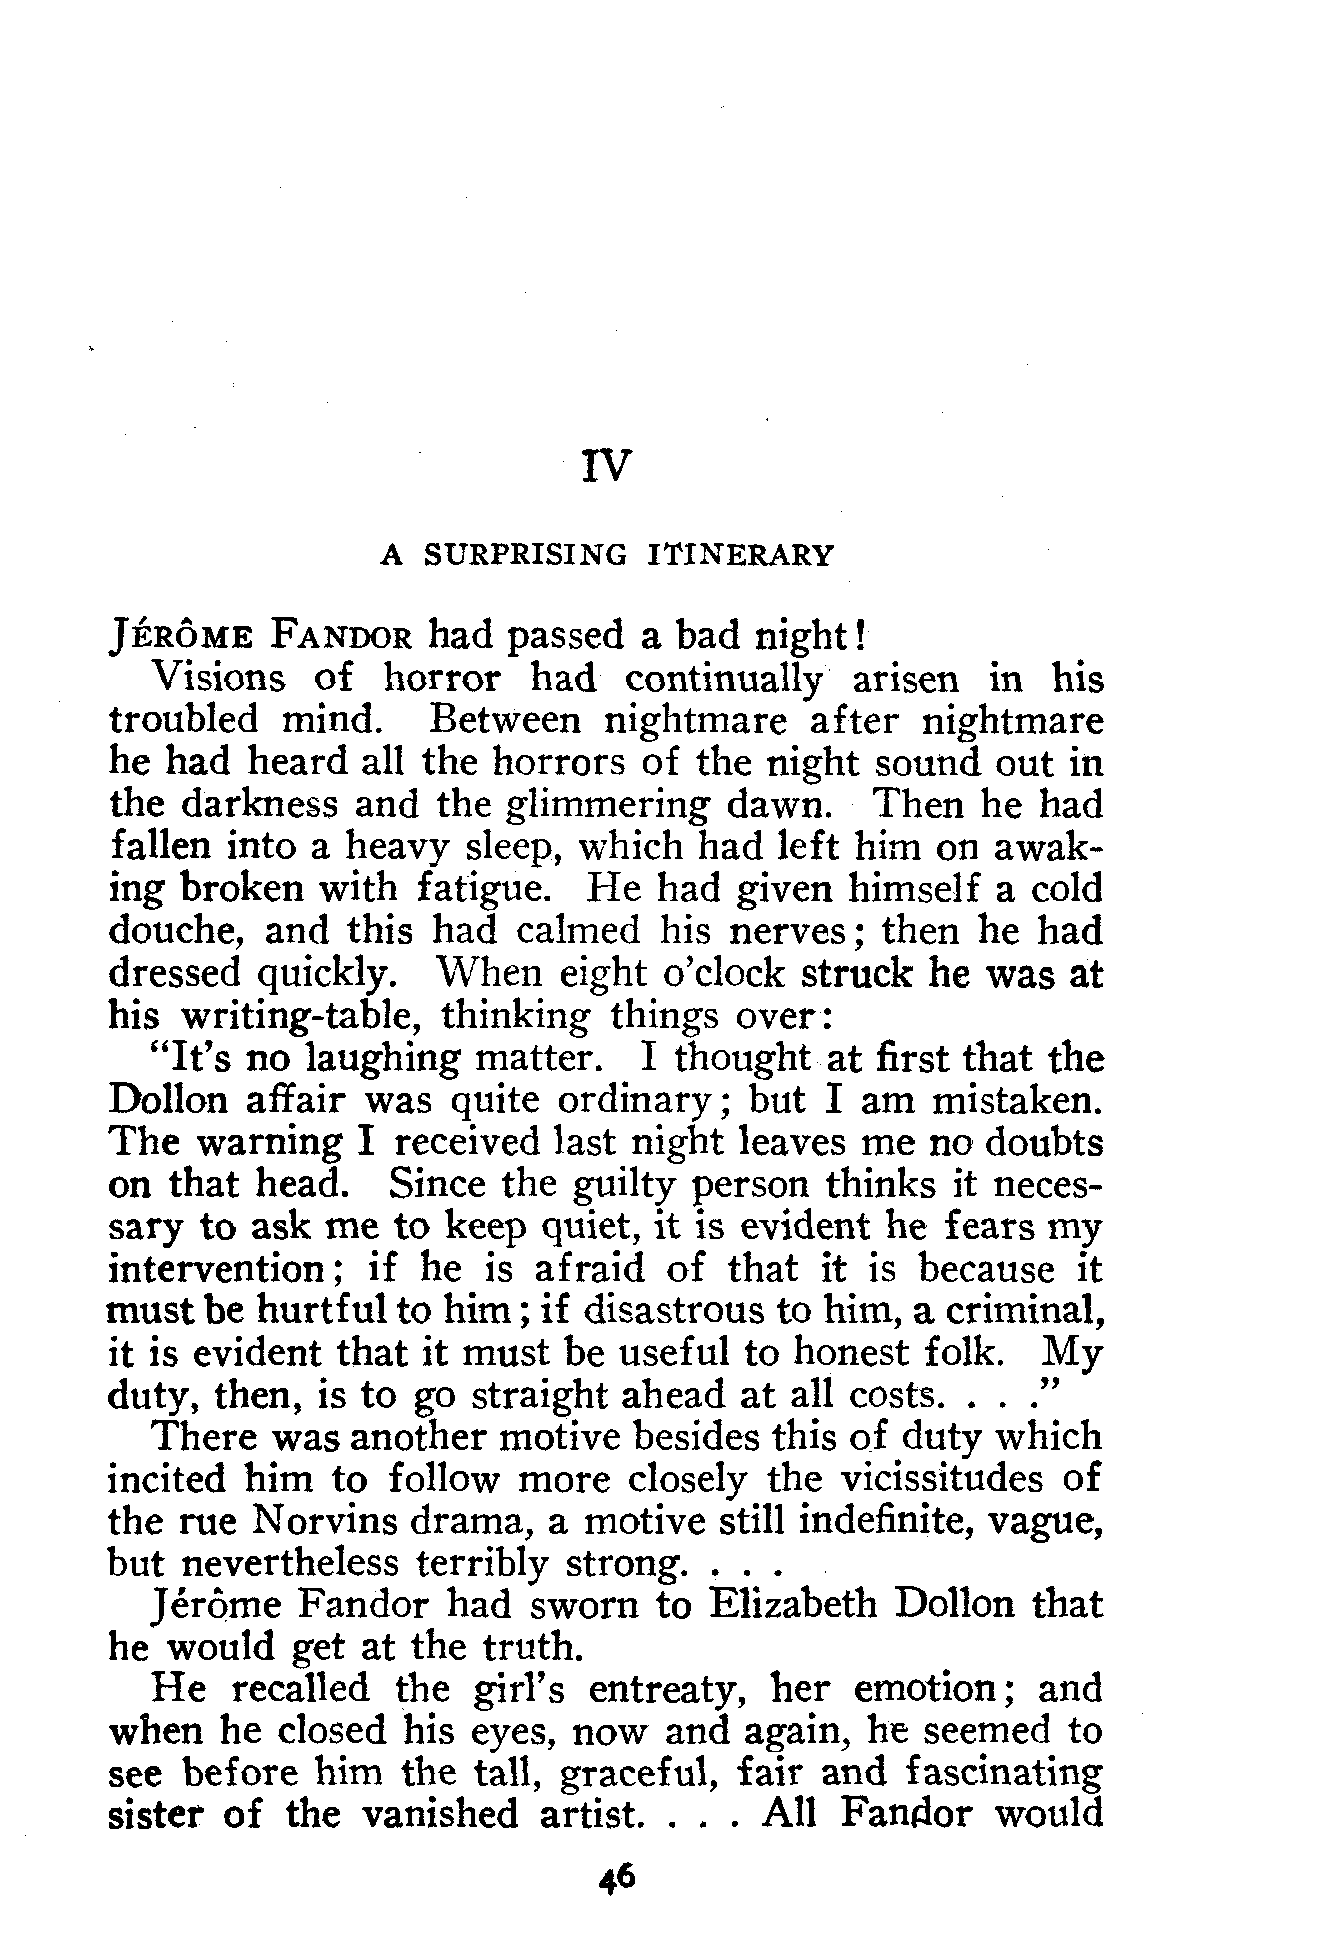 IV
A SURPRISING ITINERARY
JÉRÔME FANDOR had passed a bad night!
Visions of horror had continually arisen in his
troubled mind. Between nightmare after nightmare
he had heard all the horrors of the night sound out in
the darkness and the glimmering dawn. Then he had
fallen into a heavy sleep, which had left him on awak-
ing broken with fatigue. He had given himself a cold
douche, and this had calmed his nerves; then he had
dressed quickly. When eight o'clock struck he was at
his writing-table, thinking things over:
"It's no laughing matter. I thought at first that the
Dollon affair was quite ordinary; but I am mistaken.
The warning I received last night leaves me no doubts
on that head. Since the guilty person thinks it neces-
sary to ask me to keep quiet, it is evident he fears my
intervention; if he is afraid of that it is because it
must be hurtful to him; if disastrous to him, a criminal,
it is evident that it must be useful to honest folk. My
duty, then, is to go straight ahead at all costs. . . ."
There was another motive besides this of duty which
incited him to follow more closely the vicissitudes of
the rue Norvins drama, a motive still indefinite, vague,
but nevertheless terribly strong. . . .
Jérôme Fandor had sworn to Elizabeth Dollon that
he would get at the truth.
He recalled the girl's entreaty, her emotion; and
when he closed his eyes, now and again, he seemed to
see before him the tall, graceful, fair and fascinating
sister of the vanished artist. . . . All Fandor would
46